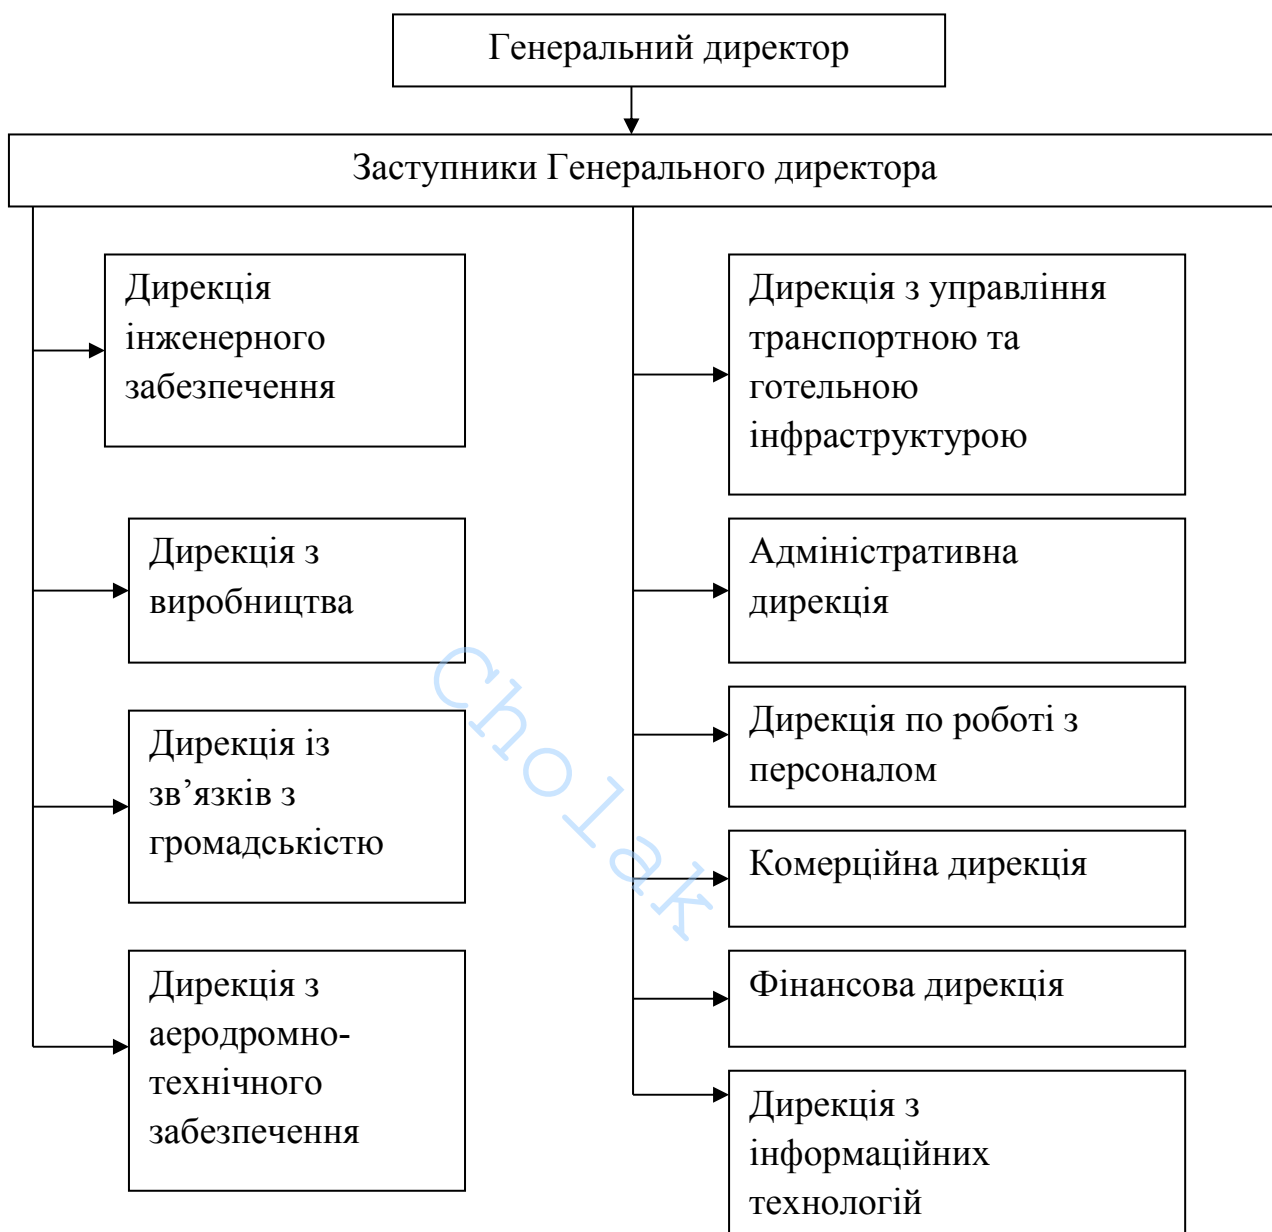 Генеральний директор
Заступники Генерального директора
Дирекція
інженерного
забезпечення
Дирекція з
виробництва
Дирекція із
зв’язків з
громадськістю
Дирекція з
аеродромно-
технічного
забезпечення
Дирекція з управління
транспортною та
готельною
інфраструктурою
Адміністративна
дирекція
Дирекція по роботі з
персоналом
Комерційна дирекція
Фінансова дирекція
Дирекція з
інформаційних
технологій
Cholak